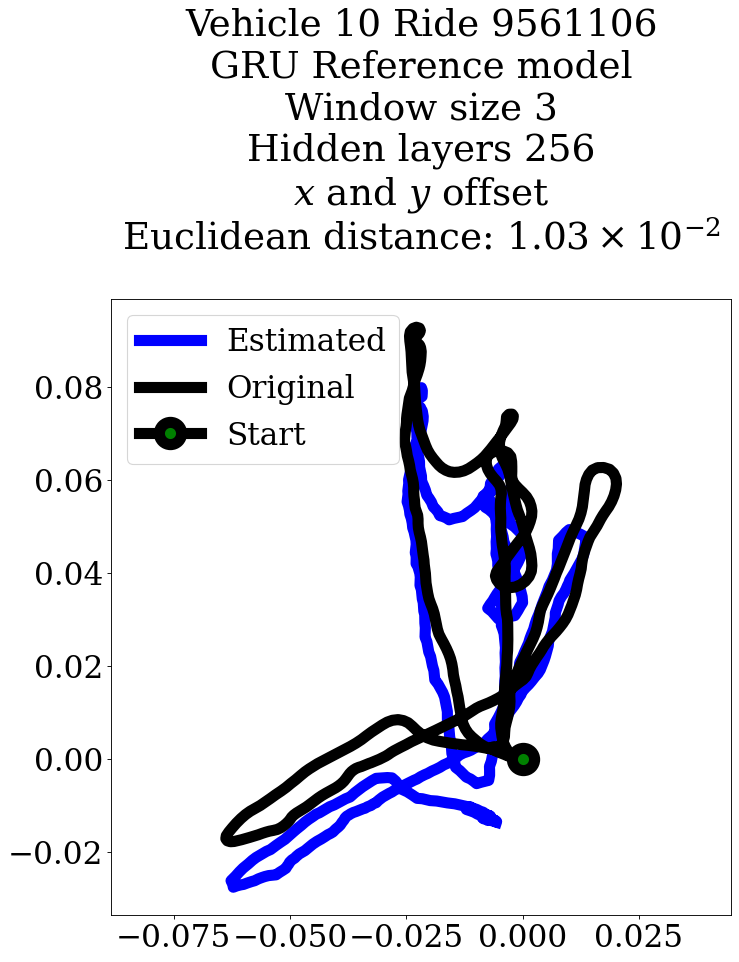 Vehicle 10 Ride 9561106
GRU Reference model
Window size 3
Hidden layers 256
x and y offset
Euclidean distance: 1.03 × 10⁻²
Estimated
Original
Start
0.08
0.06
0.04
0.02
0.00
−0.02
−0.075 −0.050 −0.025 0.000 0.025